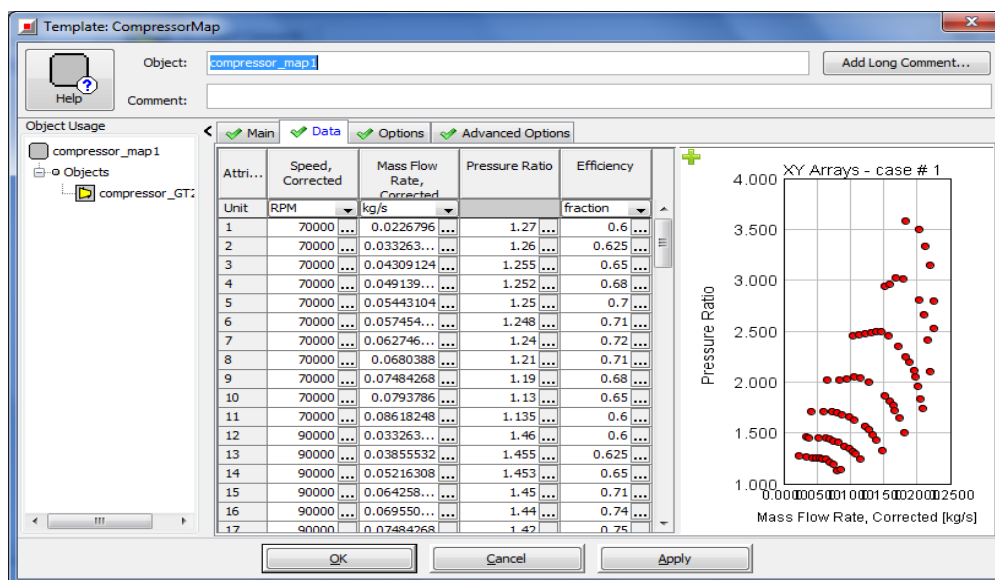 Template: CompressorMap
x
Object:
compressor_map1
Add Long Comment...
Help
Comment:
Object Usage
compressor_map1
Objects
compressor_GT2
Main Data Options Advanced Options
Attri... Speed, Corrected Mass Flow Rate, Corrected Pressure Ratio Efficiency
Unit RPM kg/s fraction
1 70000 ... 0.0226796 ... 1.27 ... 0.6 ...
2 70000 ... 0.033263... ... 1.26 ... 0.625 ...
3 70000 ... 0.04309124 ... 1.255 ... 0.65 ...
4 70000 ... 0.049139... ... 1.252 ... 0.68 ...
5 70000 ... 0.05443104 ... 1.25 ... 0.7 ...
6 70000 ... 0.057454... ... 1.248 ... 0.71 ...
7 70000 ... 0.062746... ... 1.24 ... 0.72 ...
8 70000 ... 0.0680388 ... 1.21 ... 0.71 ...
9 70000 ... 0.07484268 ... 1.19 ... 0.68 ...
10 70000 ... 0.0793786 ... 1.13 ... 0.65 ...
11 70000 ... 0.08618248 ... 1.135 ... 0.6 ...
12 90000 ... 0.033263... ... 1.46 ... 0.6 ...
13 90000 ... 0.03855532 ... 1.455 ... 0.625 ...
14 90000 ... 0.05216308 ... 1.453 ... 0.65 ...
15 90000 ... 0.064258... ... 1.45 ... 0.71 ...
16 90000 ... 0.069550... ... 1.44 ... 0.74 ...
17 90000 ... 0.07484268 ... 1.42 ... 0.75 ...
XY Arrays - case # 1
4.000
3.500
3.000
2.500
2.000
1.500
1.000
Pressure Ratio
Mass Flow Rate, Corrected [kg/s]
OK Cancel Apply